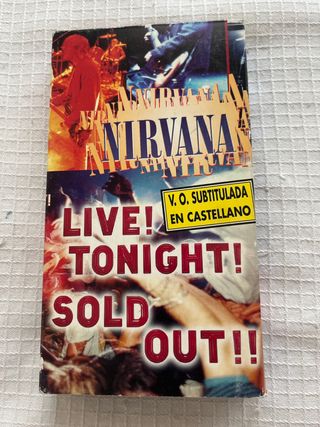 NIRVANA
V. O. SUBTITULADA
EN CASTELLANO
LIVE!
TONIGHT!
SOLD
OUT!!